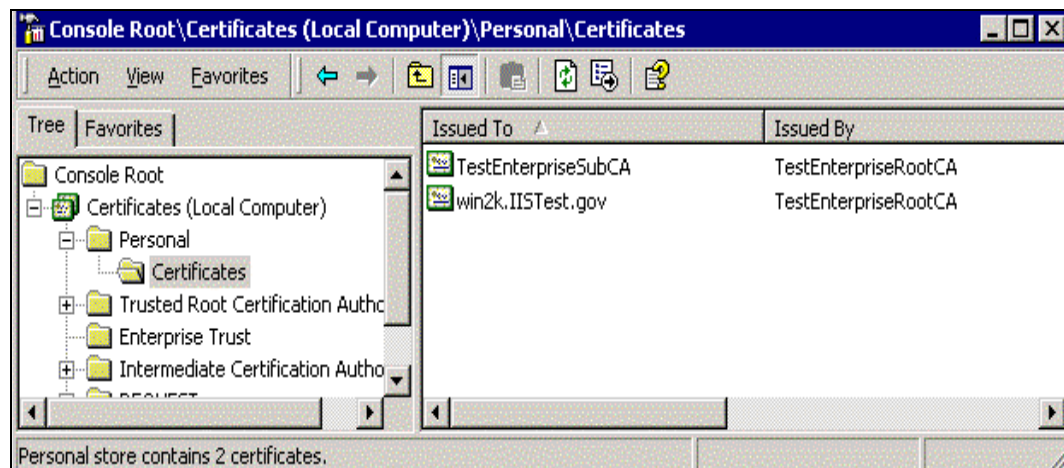 Console Root\Certificates (Local Computer)\Personal\Certificates
Action View Favorites
Tree Favorites
Console Root
Certificates (Local Computer)
Personal
Certificates
Trusted Root Certification Autho
Enterprise Trust
Intermediate Certification Autho
Issued To Issued By
TestEnterpriseSubCA TestEnterpriseRootCA
win2k.IISTest.gov TestEnterpriseRootCA
Personal store contains 2 certificates.